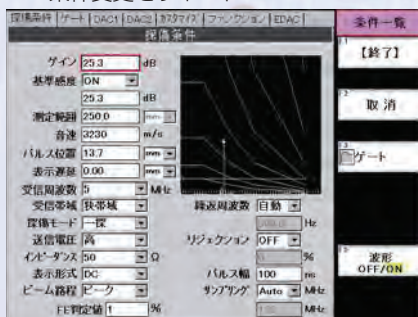 探傷条件 ゲート DAC1 DAC2 カスタマイズ ファンクション EDAC
条件一覧
探傷条件
ゲイン 25.3 dB
基準感度 ON
25.3 dB
測定範囲 250.0 mm
音速 3230 m/s
パルス位置 13.7 mm
表示遅延 0.00 mm
受信周波数 5 MHz
受信帯域 狭帯域
探傷モード 一探
送信電圧 高
インピーダンス 50 Ω
表示形式 DC
ビーム路程 ピーク
FE判定値 1 %
繰返周波数 自動
Hz
リジェクション OFF
%
パルス幅 100 ns
サンプリング Auto MHz
MHz
【終了】
取消
ゲート
波形
OFF/ON